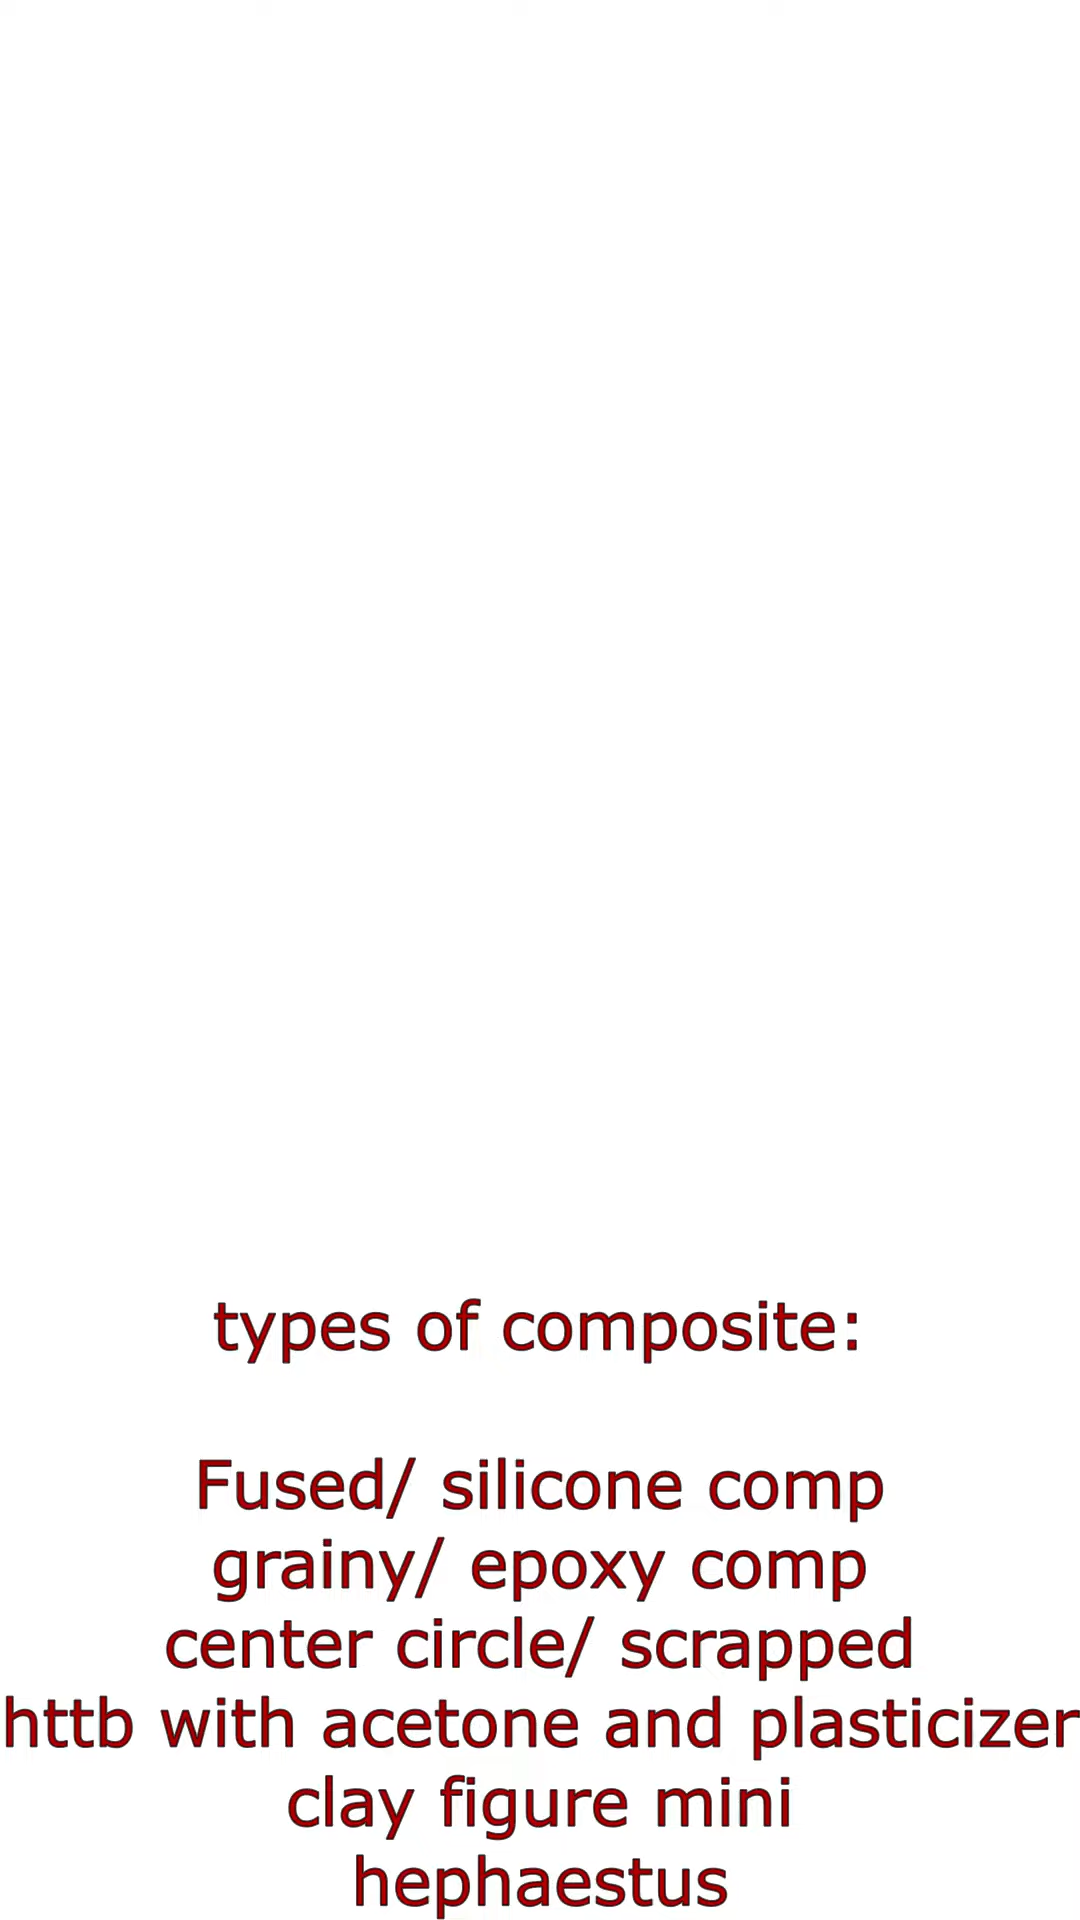 types of composite:
Fused/ silicone comp
grainy/ epoxy comp
center circle/ scrapped
httb with acetone and plasticizer
clay figure mini
hephaestus